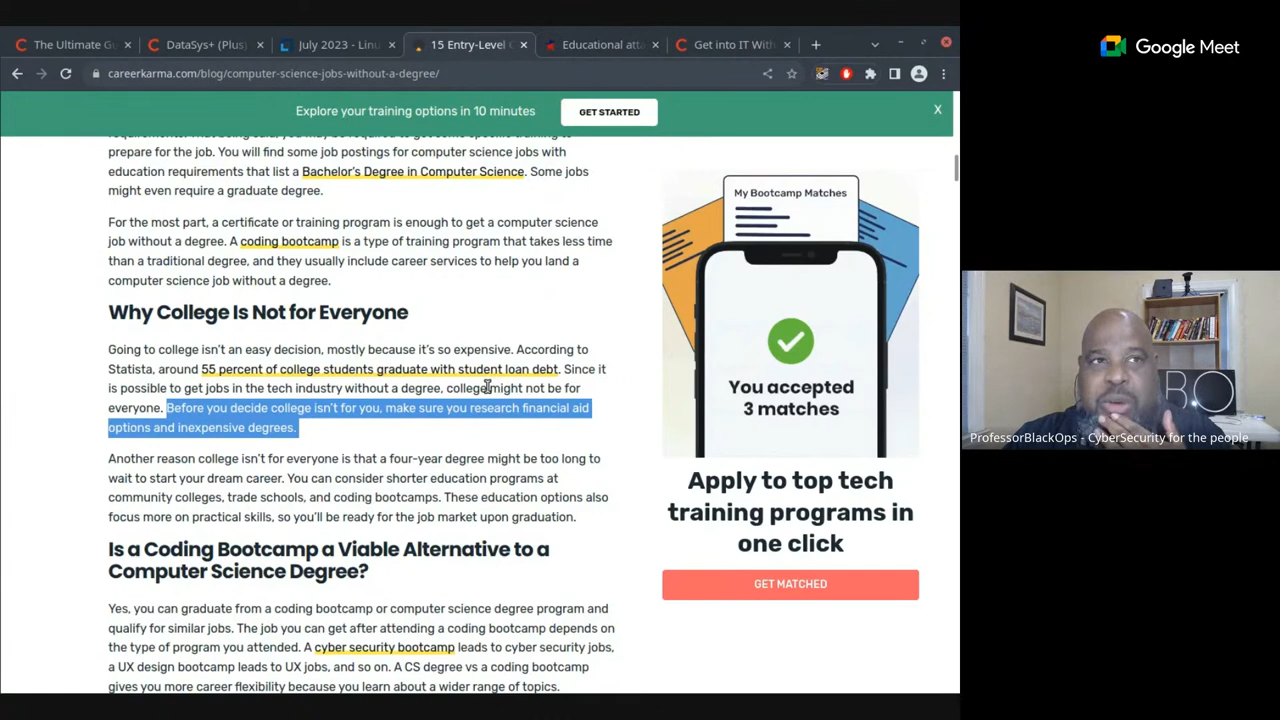 The Ultimate Gu
DataSys+ (Plus)
July 2023 - Linu
15 Entry-Level
Educational atta
Get into IT With
careerkarma.com/blog/computer-science-jobs-without-a-degree/
Explore your training options in 10 minutes
GET STARTED
X
prepare for the job. You will find some job postings for computer science jobs with
education requirements that list a Bachelor's Degree in Computer Science. Some jobs
might even require a graduate degree.
For the most part, a certificate or training program is enough to get a computer science
job without a degree. A coding bootcamp is a type of training program that takes less time
than a traditional degree, and they usually include career services to help you land a
computer science job without a degree.
Why College Is Not for Everyone
Going to college isn't an easy decision, mostly because it's so expensive. According to
Statista, around 55 percent of college students graduate with student loan debt. Since it
is possible to get jobs in the tech industry without a degree, college might not be for
everyone. Before you decide college isn't for you, make sure you research financial aid
options and inexpensive degrees.
Another reason college isn't for everyone is that a four-year degree might be too long to
wait to start your dream career. You can consider shorter education programs at
community colleges, trade schools, and coding bootcamps. These education options also
focus more on practical skills, so you'll be ready for the job market upon graduation.
Is a Coding Bootcamp a Viable Alternative to a
Computer Science Degree?
Yes, you can graduate from a coding bootcamp or computer science degree program and
qualify for similar jobs. The job you can get after attending a coding bootcamp depends on
the type of program you attended. A cyber security bootcamp leads to cyber security jobs,
a UX design bootcamp leads to UX jobs, and so on. A CS degree vs a coding bootcamp
gives you more career flexibility because you learn about a wider range of topics.
My Bootcamp Matches
You accepted
3 matches
Apply to top tech
training programs in
one click
GET MATCHED
Google Meet
BO
ProfessorBlackOps - CyberSecurity for the people